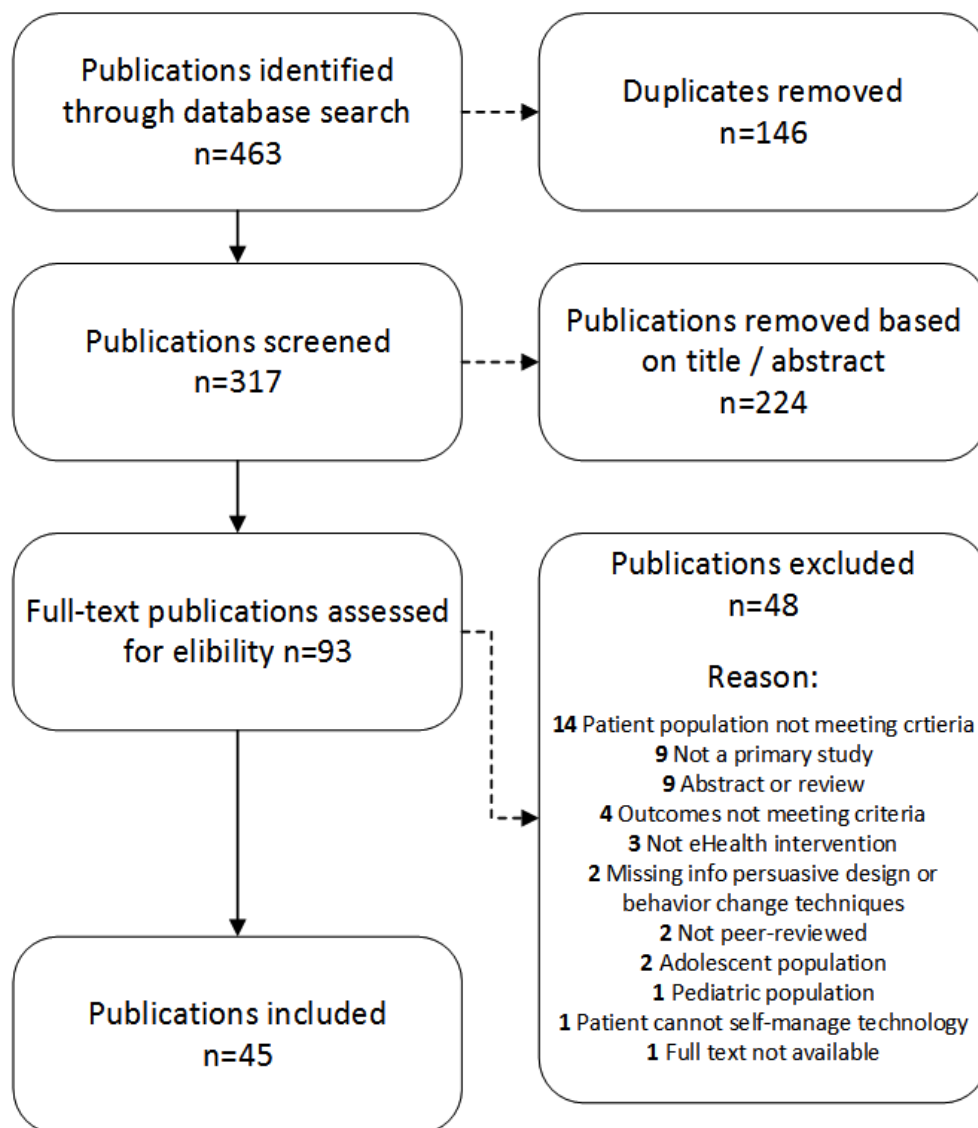 Publications identified
through database search
n=463
Duplicates removed
n=146
Publications screened
n=317
Publications removed based
on title / abstract
n=224
Full-text publications assessed
for elibility n=93
Publications excluded
n=48
Reason:
14 Patient population not meeting crtieria
9 Not a primary study
9 Abstract or review
4 Outcomes not meeting criteria
3 Not eHealth intervention
2 Missing info persuasive design or
behavior change techniques
2 Not peer-reviewed
2 Adolescent population
1 Pediatric population
1 Patient cannot self-manage technology
1 Full text not available
Publications included
n=45